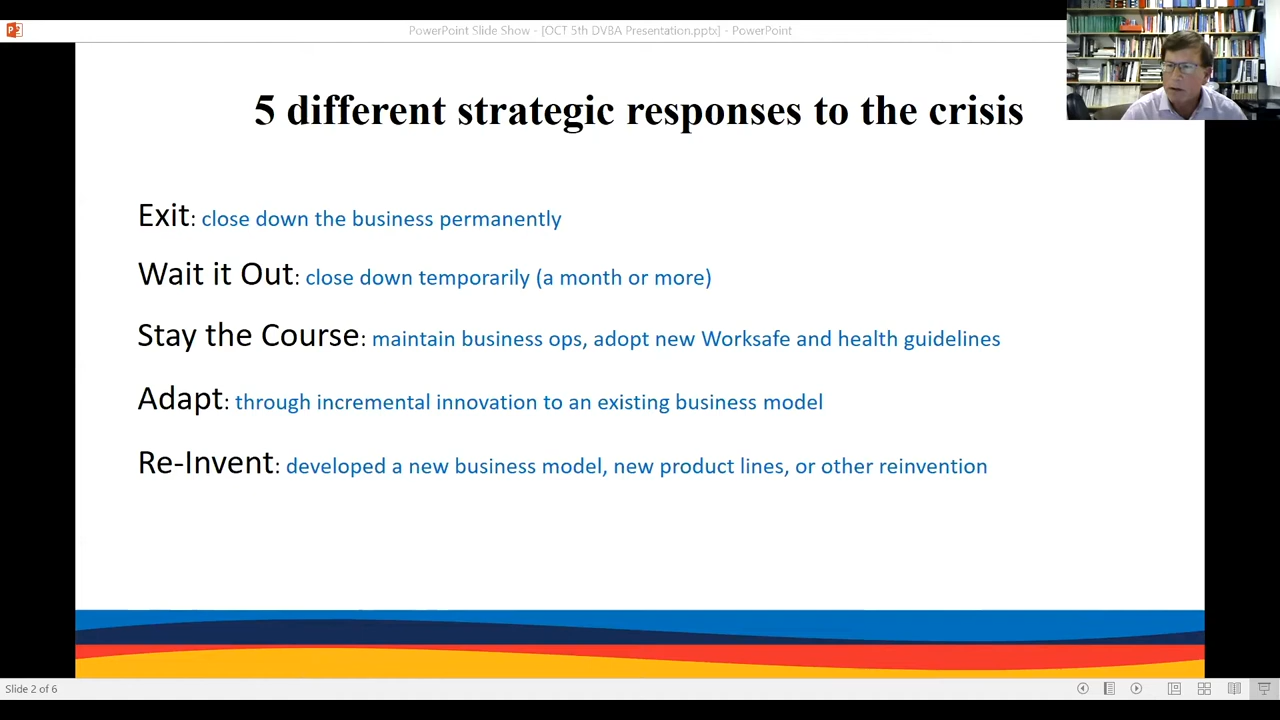 PowerPoint Slide Show - [OCT 5th DVBA Presentation.pptx] - PowerPoint
5 different strategic responses to the crisis
Exit: close down the business permanently
Wait it Out: close down temporarily (a month or more)
Stay the Course: maintain business ops, adopt new Worksafe and health guidelines
Adapt: through incremental innovation to an existing business model
Re-Invent: developed a new business model, new product lines, or other reinvention
Slide 2 of 6